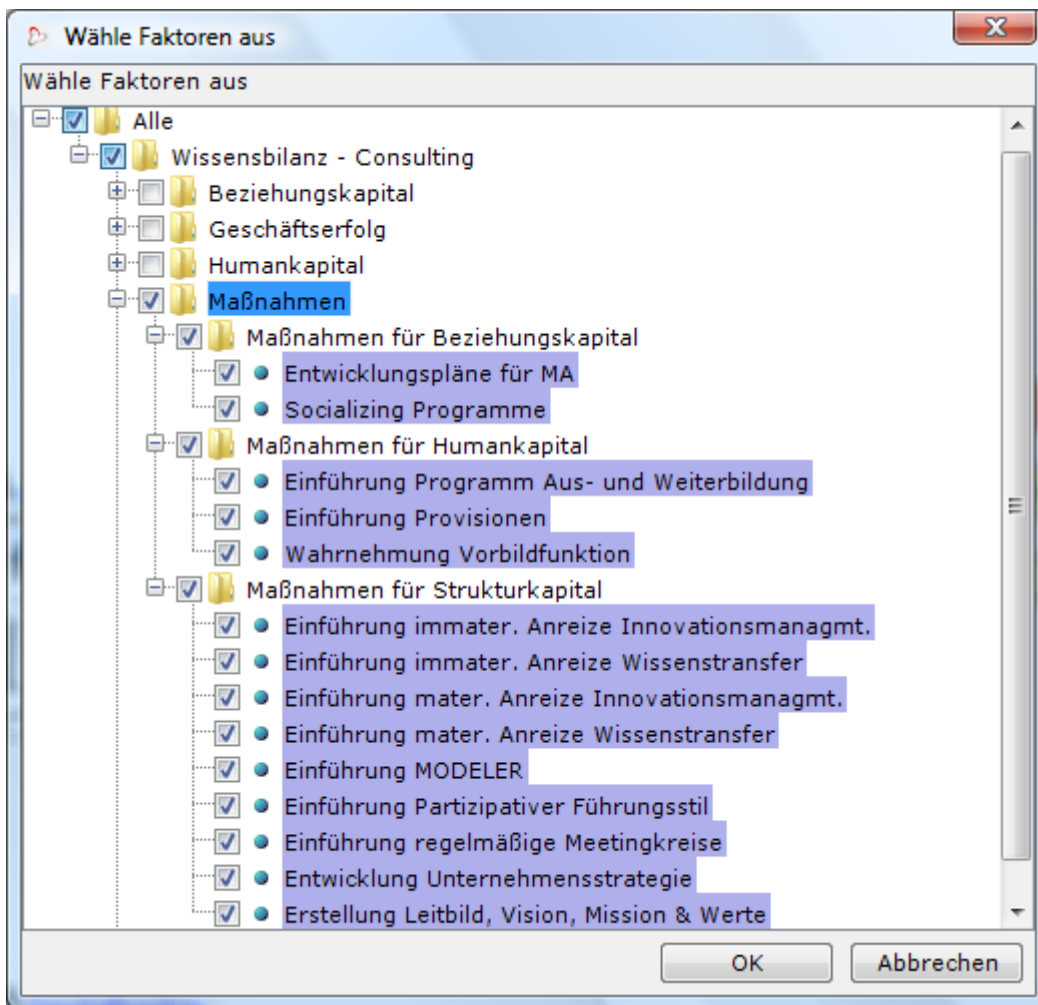 Wähle Faktoren aus
Wähle Faktoren aus
Alle
Wissensbilanz - Consulting
Beziehungskapital
Geschäftserfolg
Humankapital
Maßnahmen
Maßnahmen für Beziehungskapital
Entwicklungspläne für MA
Socializing Programme
Maßnahmen für Humankapital
Einführung Programm Aus- und Weiterbildung
Einführung Provisionen
Wahrnehmung Vorbildfunktion
Maßnahmen für Strukturkapital
Einführung immater. Anreize Innovationsmanagmt.
Einführung immater. Anreize Wissenstransfer
Einführung mater. Anreize Innovationsmanagmt.
Einführung mater. Anreize Wissenstransfer
Einführung MODELER
Einführung Partizipativer Führungsstil
Einführung regelmäßige Meetingkreise
Entwicklung Unternehmensstrategie
Erstellung Leitbild, Vision, Mission & Werte
OK Abbrechen